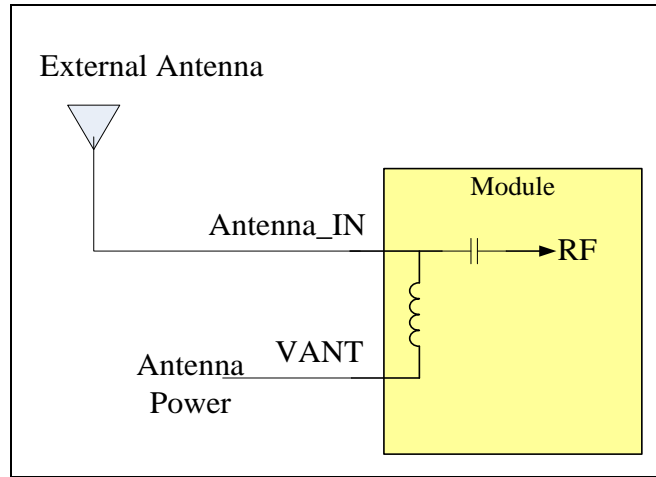 External Antenna
Module
Antenna_IN
RF
VANT
Antenna
Power